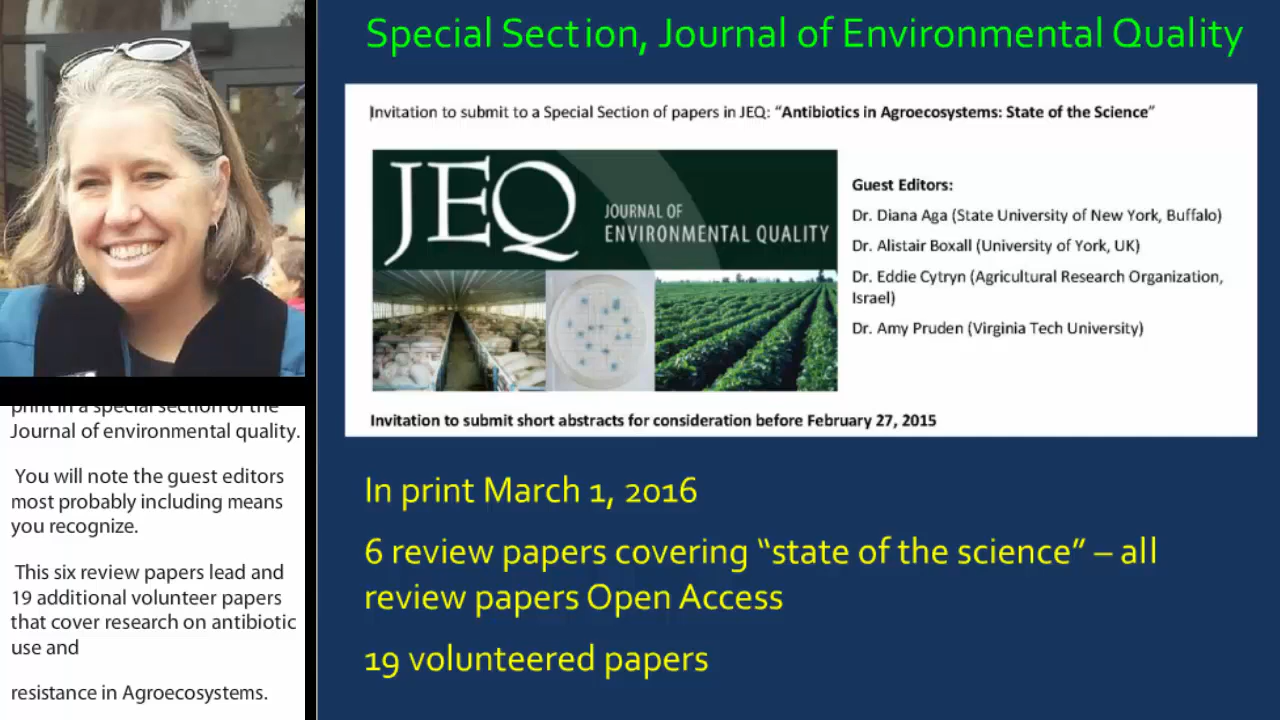 Special Section, Journal of Environmental Quality
Invitation to submit to a Special Section of papers in JEQ: “Antibiotics in Agroecosystems: State of the Science”
JEQ
JOURNAL OF
ENVIRONMENTAL QUALITY
Guest Editors:
Dr. Diana Aga (State University of New York, Buffalo)
Dr. Alistair Boxall (University of York, UK)
Dr. Eddie Cytryn (Agricultural Research Organization,
Israel)
Dr. Amy Pruden (Virginia Tech University)
Invitation to submit short abstracts for consideration before February 27, 2015
In print March 1, 2016
6 review papers covering “state of the science” – all
review papers Open Access
19 volunteered papers
print in a special section of the
Journal of environmental quality.
You will note the guest editors
most probably including means
you recognize.
This six review papers lead and
19 additional volunteer papers
that cover research on antibiotic
use and
resistance in Agroecosystems.